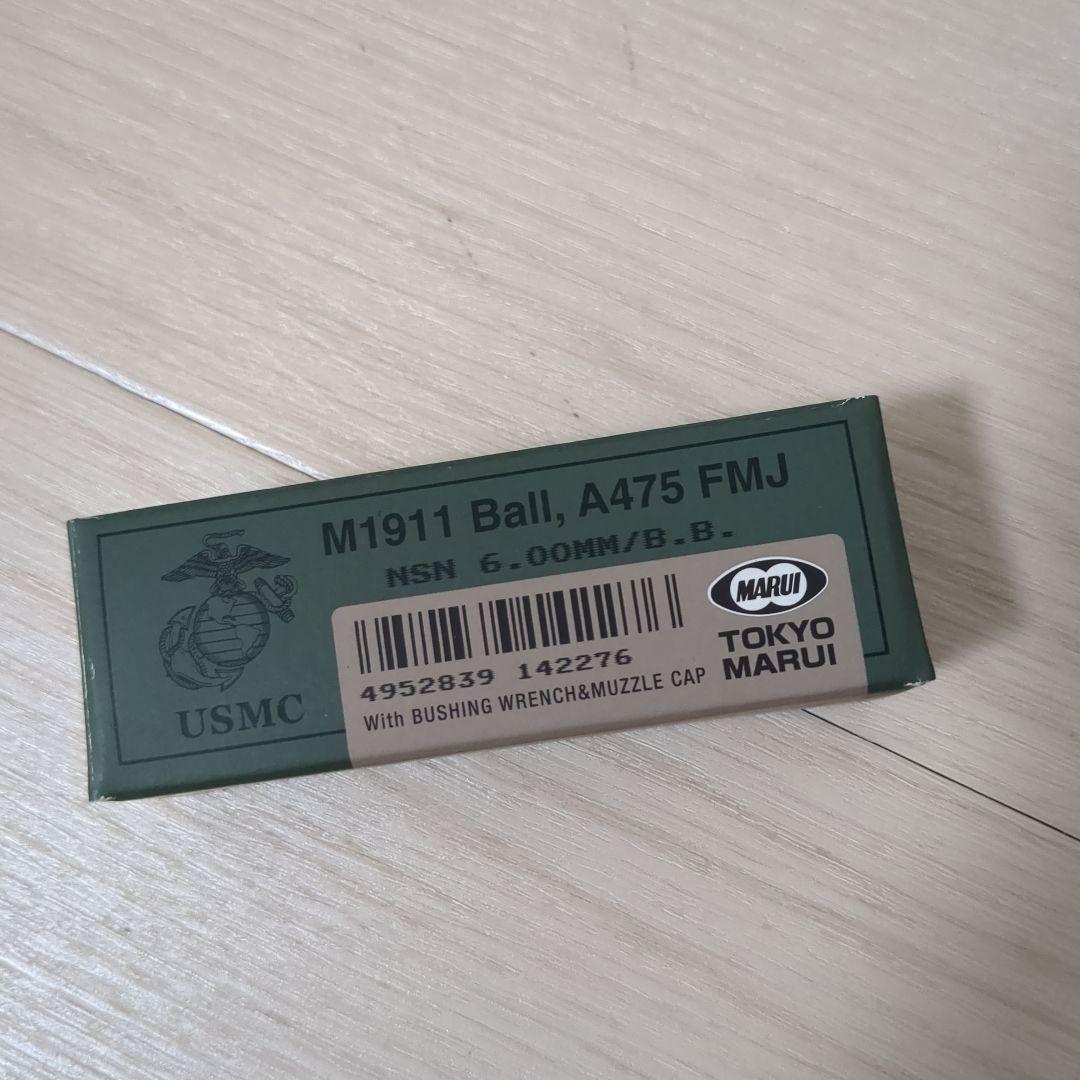 M1911 Ball, A475 FMJ
NSN 6.00MM/B.B.
USMC
4952839 142276
With BUSHING WRENCH&MUZZLE CAP
MARUI
TOKYO
MARUI